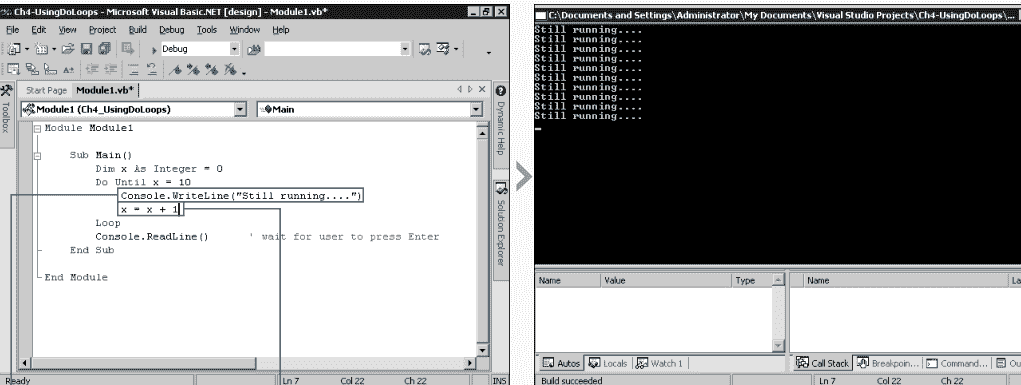 Ch4-UsingDoLoops - Microsoft Visual Basic.NET [design] - Module1.vb*
File Edit View Project Build Debug Tools Window Help
Debug
Start Page Module1.vb*
Module1 (Ch4_UsingDoLoops) Main
Toolbox
Dynamic Help
Solution Explorer
Module Module1
Sub Main()
Dim x As Integer = 0
Do Until x = 10
Console.WriteLine("Still running....")
x = x + 1
Loop
Console.ReadLine() ' wait for user to press Enter
End Sub
End Module
Ready Ln 7 Col 22 Ch 22 INS
C:\Documents and Settings\Administrator\My Documents\Visual Studio Projects\Ch4-UsingDoLoops\...
Still running....
Still running....
Still running....
Still running....
Still running....
Still running....
Still running....
Still running....
Still running....
Still running....
Name Value Type
Name La
Autos Locals Watch 1
Call Stack Breakpoin... Command... Ou
Build succeeded Ln 7 Col 22 Ch 22